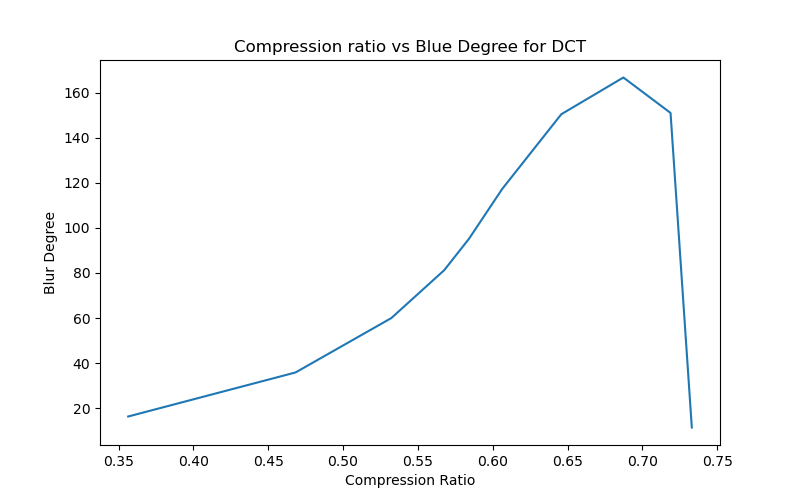 Compression ratio vs Blue Degree for DCT
160
140
120
100
80
60
40
20
Blur Degree
0.35 0.40 0.45 0.50 0.55 0.60 0.65 0.70 0.75
Compression Ratio